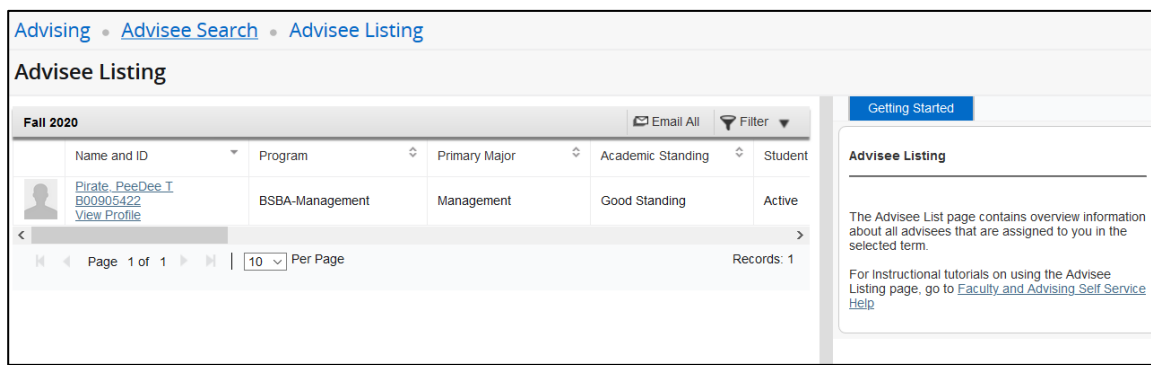 Advising • Advisee Search • Advisee Listing
Advisee Listing
Fall 2020
Email All
Filter
Name and ID
Program
Primary Major
Academic Standing
Student
Pirate, PeeDee T
B00905422
View Profile
BSBA-Management
Management
Good Standing
Active
Page 1 of 1
10
Per Page
Records: 1
Getting Started
Advisee Listing
The Advisee List page contains overview information
about all advisees that are assigned to you in the
selected term.
For Instructional tutorials on using the Advisee
Listing page, go to Faculty and Advising Self Service
Help